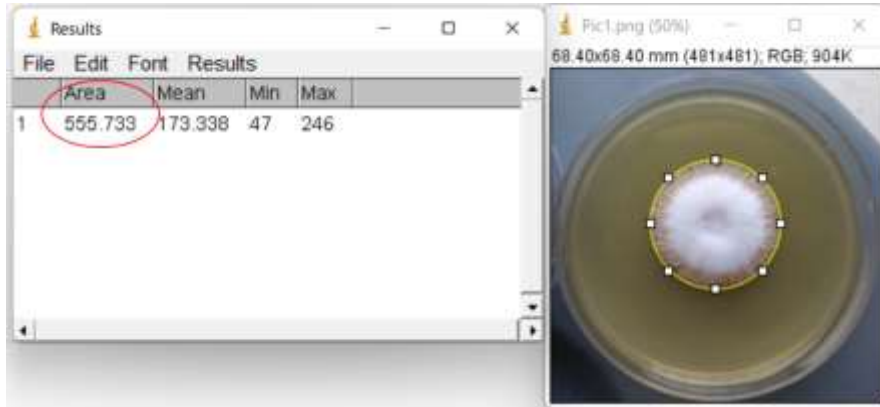 Results
File Edit Font Results
Area Mean Min Max
1 555.733 173.338 47 246
Pic1.png (50%)
68.40x68.40 mm (481x481); RGB; 904K